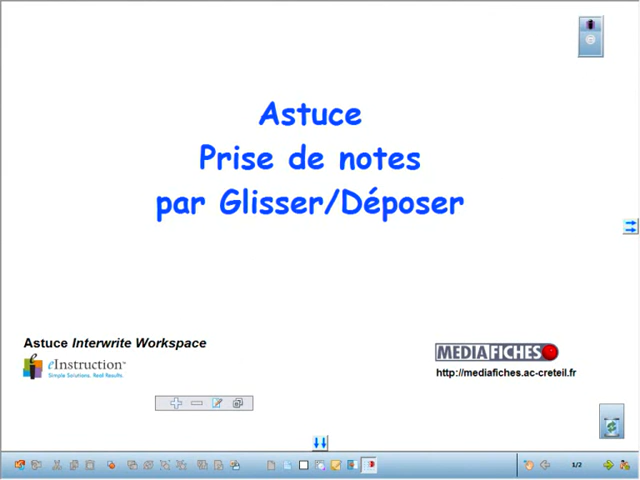 Astuce
Prise de notes
par Glisser/Déposer
Astuce Interwrite Workspace
eInstruction™
Simple Solutions. Real Results.
MEDIAFICHES
http://mediafiches.ac-creteil.fr
1/2